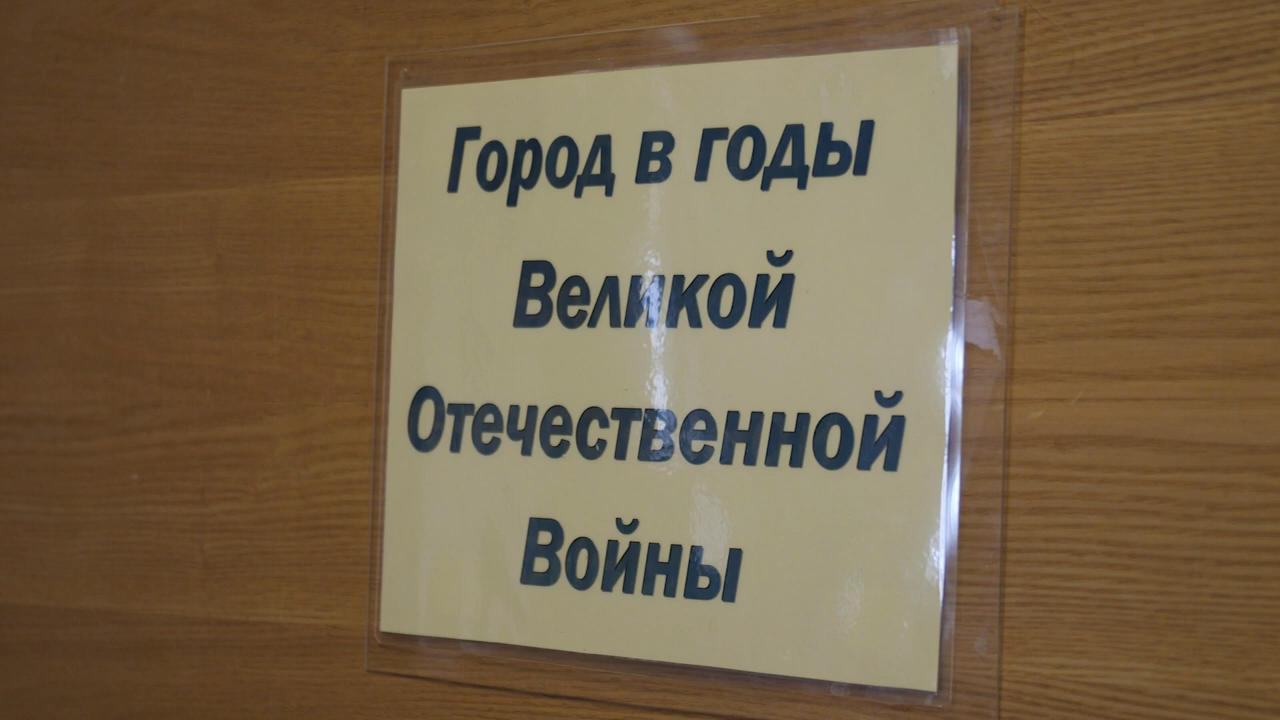 Город в годы
Великой
Отечественной
Войны